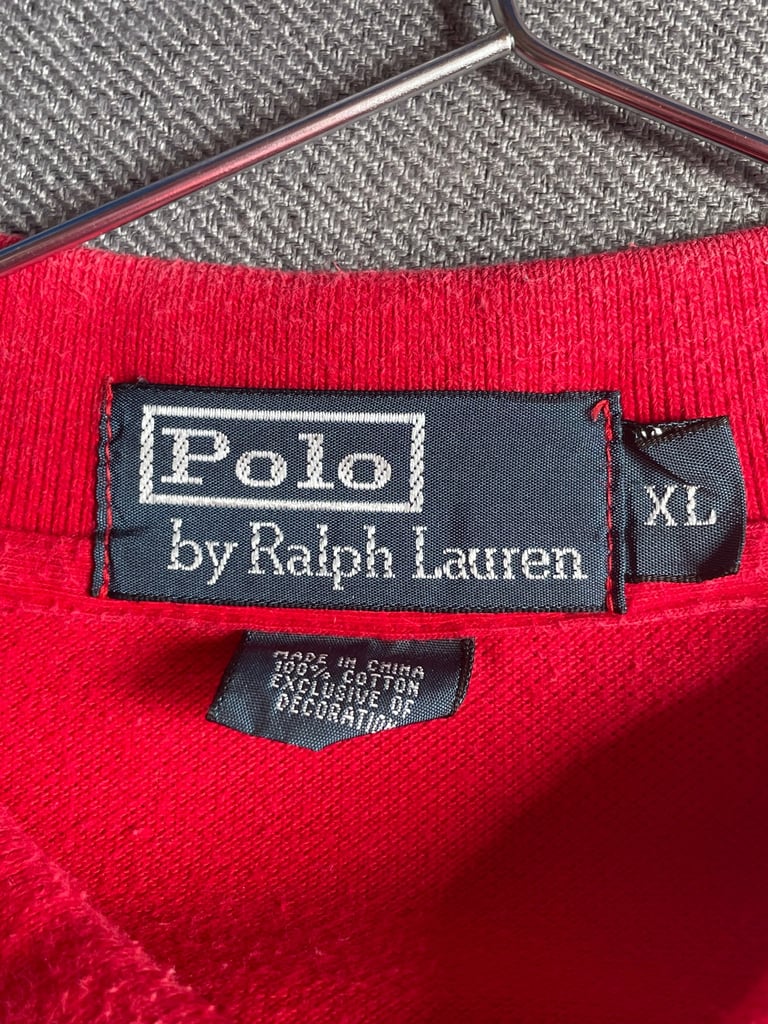 Polo
by Ralph Lauren
XL
MADE IN CHINA
100% COTTON
EXCLUSIVE OF
DECORATION